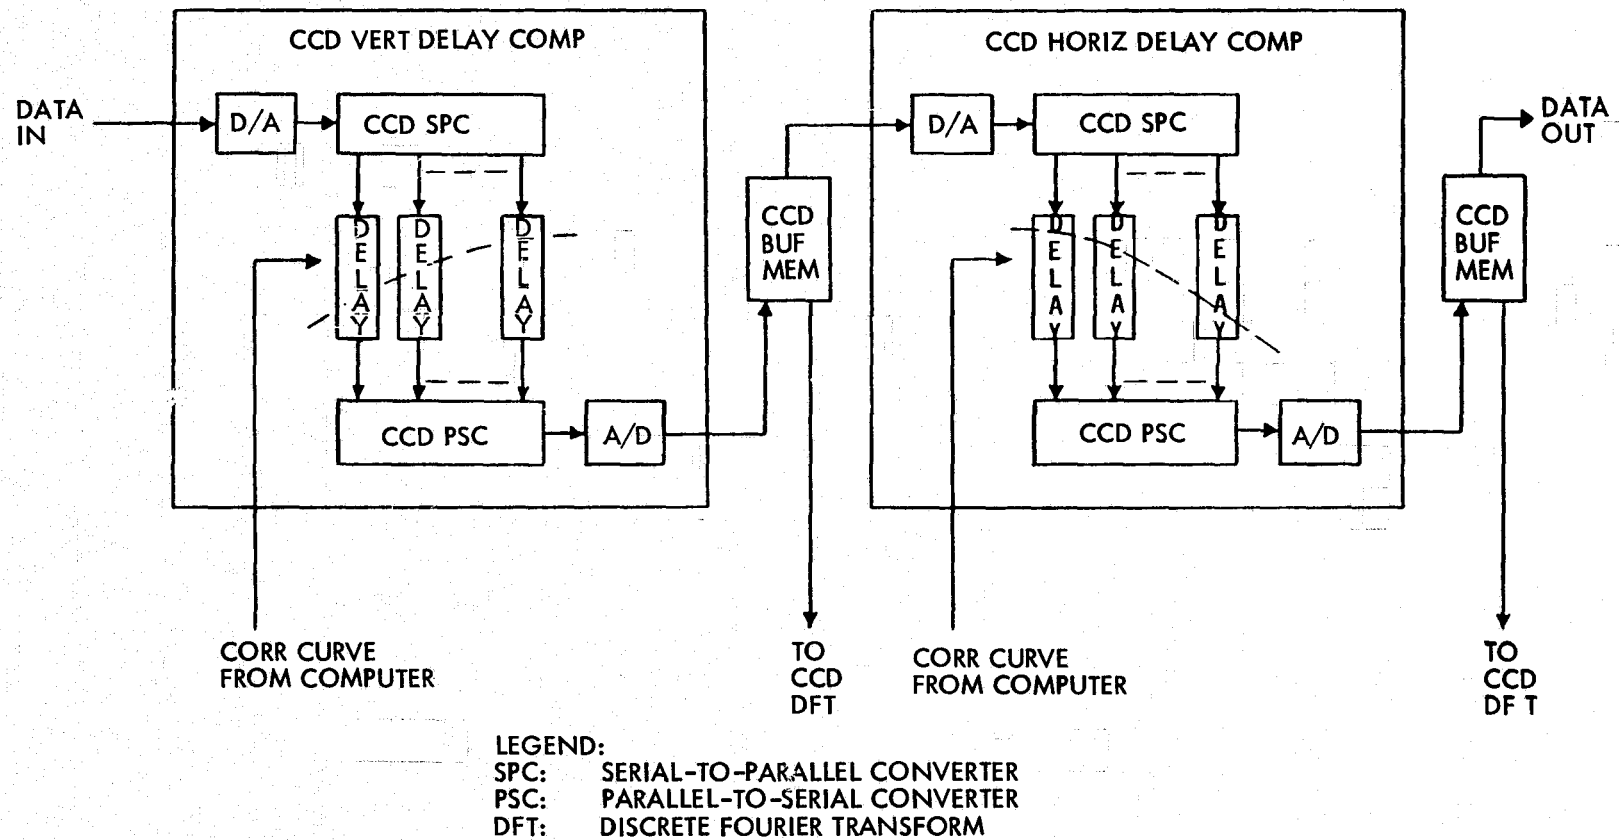 CCD VERT DELAY COMP
CCD HORIZ DELAY COMP
DATA
IN
D/A
CCD SPC
DELAY
DELAY
DELAY
CCD PSC
A/D
CCD
BUF
MEM
D/A
CCD SPC
DELAY
DELAY
DELAY
CCD PSC
A/D
CCD
BUF
MEM
DATA
OUT
CORR CURVE
FROM COMPUTER
TO
CCD
DFT
CORR CURVE
FROM COMPUTER
TO
CCD
DF T
LEGEND:
SPC: SERIAL-TO-PARALLEL CONVERTER
PSC: PARALLEL-TO-SERIAL CONVERTER
DFT: DISCRETE FOURIER TRANSFORM